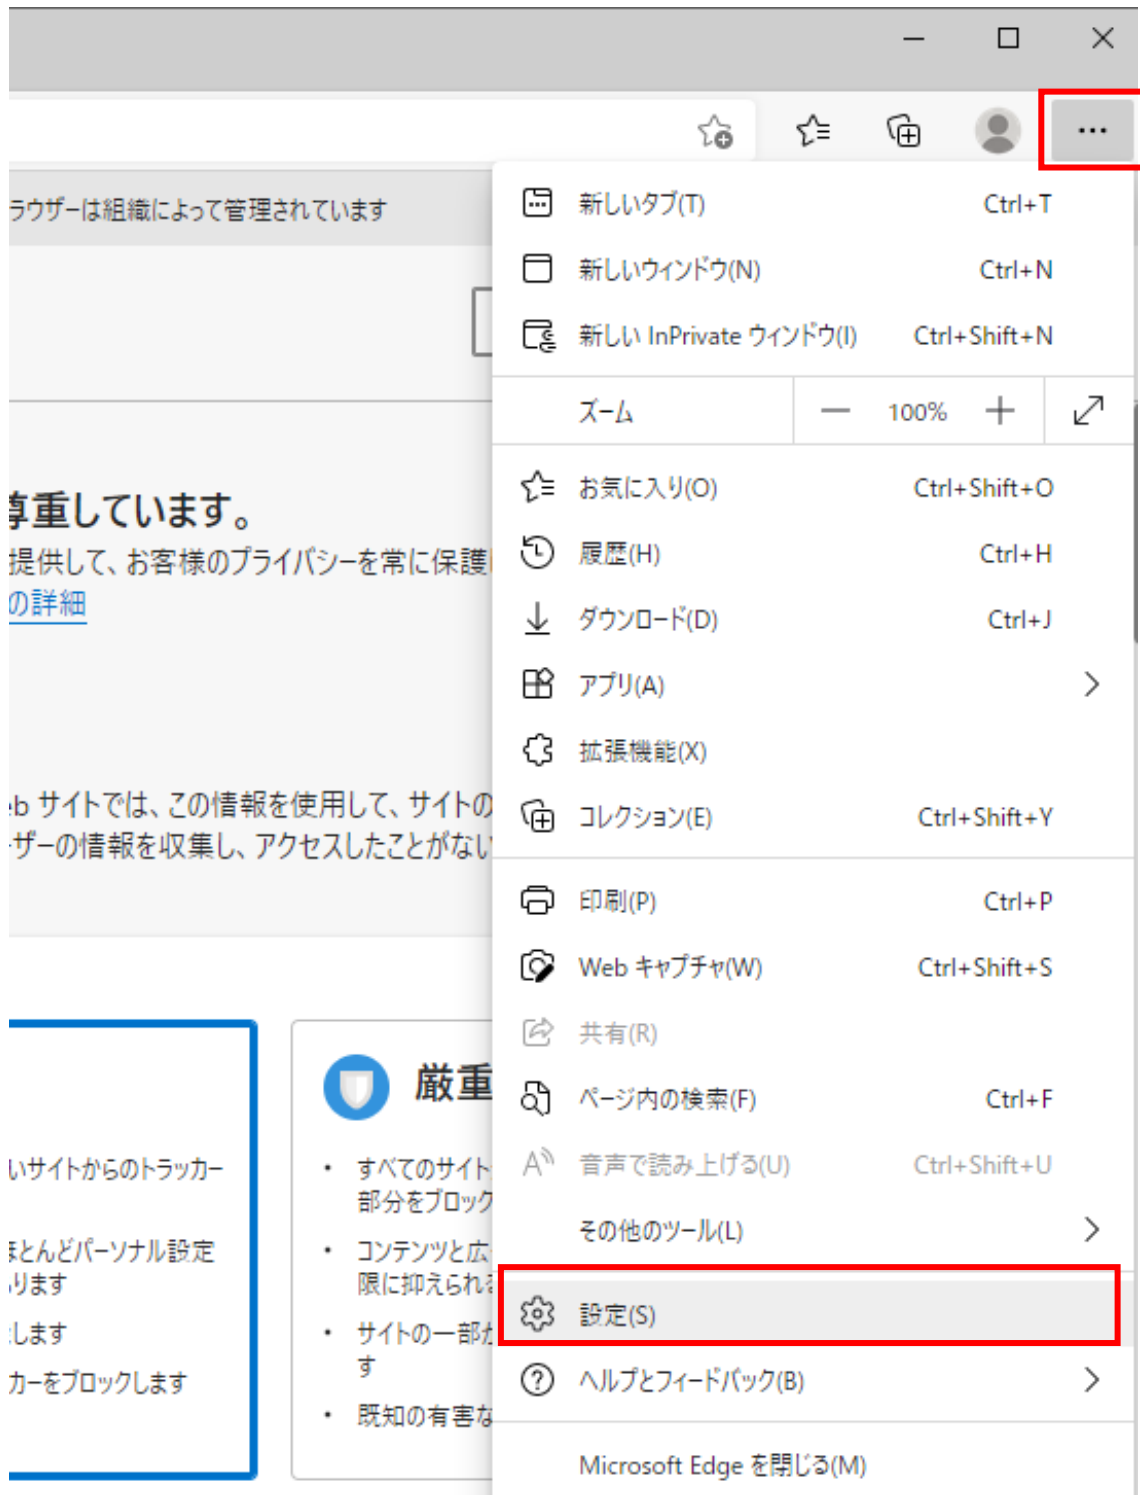 ラウザーは組織によって管理されています
尊重しています。
提供して、お客様のプライバシーを常に保護
の詳細
eb サイトでは、この情報を使用して、サイトの
ーザーの情報を収集し、アクセスしたことがない
いサイトからのトラッカー
ほとんどパーソナル設定
ります
します
カーをブロックします
厳重
• すべてのサイト
部分をブロック
• コンテンツと広
限に抑えられ
• サイトの一部が
す
• 既知の有害な
新しいタブ(T) Ctrl+T
新しいウィンドウ(N) Ctrl+N
新しい InPrivate ウィンドウ(I) Ctrl+Shift+N
ズーム — 100% +
お気に入り(O) Ctrl+Shift+O
履歴(H) Ctrl+H
ダウンロード(D) Ctrl+J
アプリ(A)
拡張機能(X)
コレクション(E) Ctrl+Shift+Y
印刷(P) Ctrl+P
Web キャプチャ(W) Ctrl+Shift+S
共有(R)
ページ内の検索(F) Ctrl+F
音声で読み上げる(U) Ctrl+Shift+U
その他のツール(L)
設定(S)
ヘルプとフィードバック(B)
Microsoft Edge を閉じる(M)